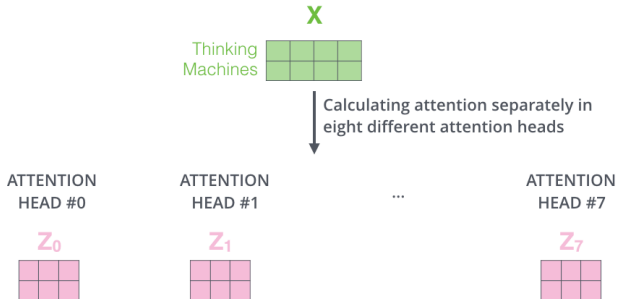 X
Thinking
Machines
Calculating attention separately in
eight different attention heads
ATTENTION
HEAD #0
ATTENTION
HEAD #1
...
ATTENTION
HEAD #7
Z0
Z1
Z7